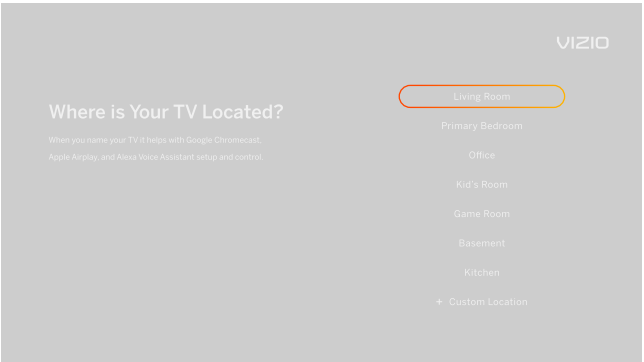 VIZIO
Where is Your TV Located?
When you name your TV it helps with Google Chromecast,
Apple Airplay, and Alexa Voice Assistant setup and control.
Living Room
Primary Bedroom
Office
Kid's Room
Game Room
Basement
Kitchen
+ Custom Location